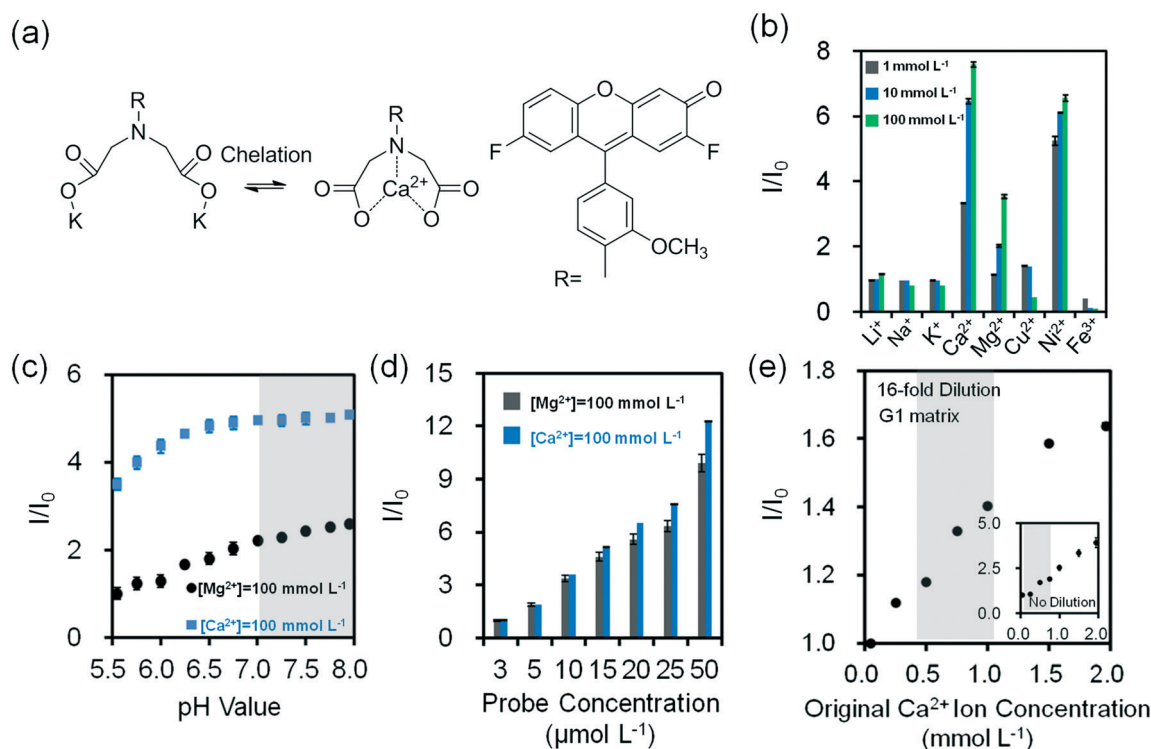 (a)
R
N
O
O
O
O
K
K
Chelation
R
N
Ca²⁺
O
O
O
O
O
O
F
F
OCH₃
R=
(b)
8
6
4
2
0
I/I₀
1 mmol L⁻¹
10 mmol L⁻¹
100 mmol L⁻¹
Li⁺
Na⁺
K⁺
Ca²⁺
Mg²⁺
Cu²⁺
Ni²⁺
Fe³⁺
(c)
6
4
2
0
I/I₀
[Mg²⁺]=100 mmol L⁻¹
[Ca²⁺]=100 mmol L⁻¹
5.5 6.0 6.5 7.0 7.5 8.0
pH Value
(d)
15
12
9
6
3
0
I/I₀
[Mg²⁺]=100 mmol L⁻¹
[Ca²⁺]=100 mmol L⁻¹
3 5 10 15 20 25 50
Probe Concentration
(μmol L⁻¹)
(e)
1.8
1.6
1.4
1.2
1.0
I/I₀
16-fold Dilution
G1 matrix
5.0
2.5
0.0
No Dilution
0.0 1.0 2.0
0.0 0.5 1.0 1.5 2.0
Original Ca²⁺ Ion Concentration
(mmol L⁻¹)